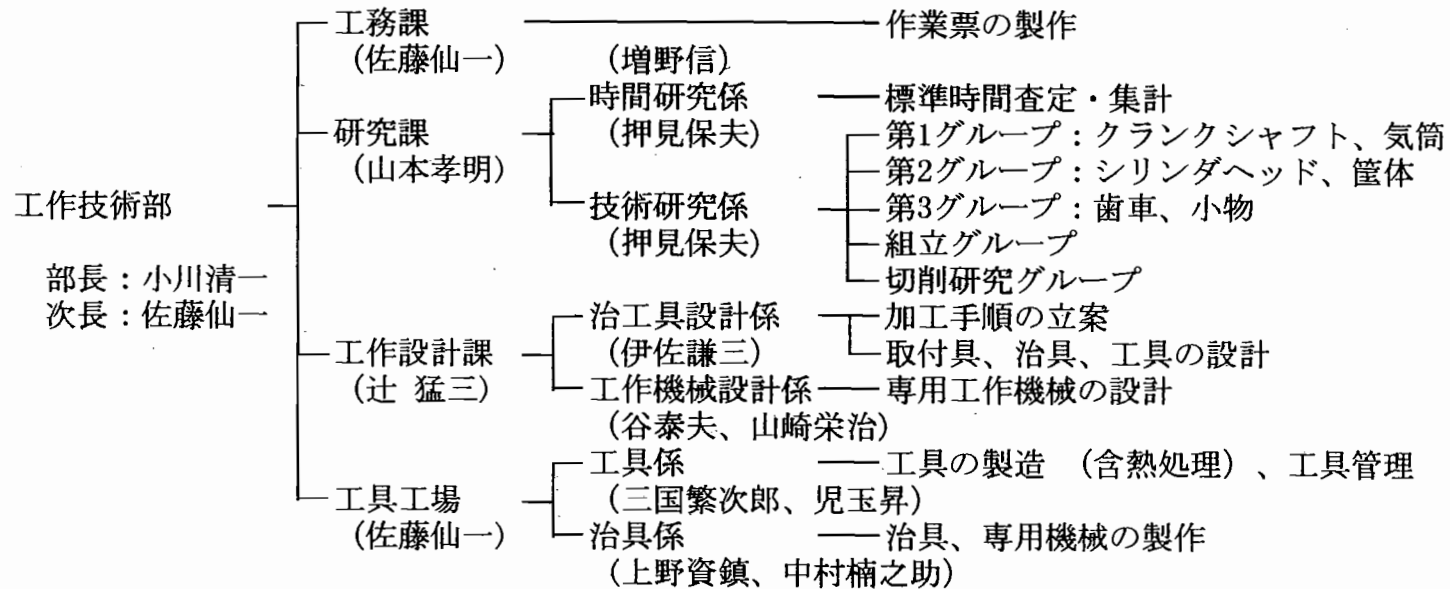 工務課 作業票の製作
(佐藤仙一) (増野信)
時間研究係 標準時間査定・集計
研究課 (押見保夫) 第1グループ:クランクシャフト、気筒
(山本孝明) 第2グループ:シリンダヘッド、筐体
工作技術部 技術研究係 第3グループ:歯車、小物
(押見保夫) 組立グループ
部長:小川清一 切削研究グループ
次長:佐藤仙一 治工具設計係 加工手順の立案
工作設計課 (伊佐謙三) 取付具、治具、工具の設計
(辻 猛三) 工作機械設計係 専用工作機械の設計
(谷泰夫、山崎栄治)
工具係 工具の製造 (含熱処理)、工具管理
工具工場 (三国繁次郎、児玉昇)
(佐藤仙一) 治具係 治具、専用機械の製作
(上野資鎮、中村楠之助)